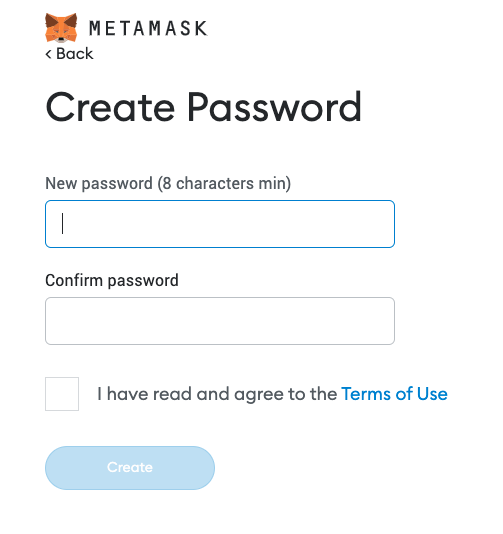 METAMASK
< Back
Create Password
New password (8 characters min)
Confirm password
I have read and agree to the Terms of Use
Create